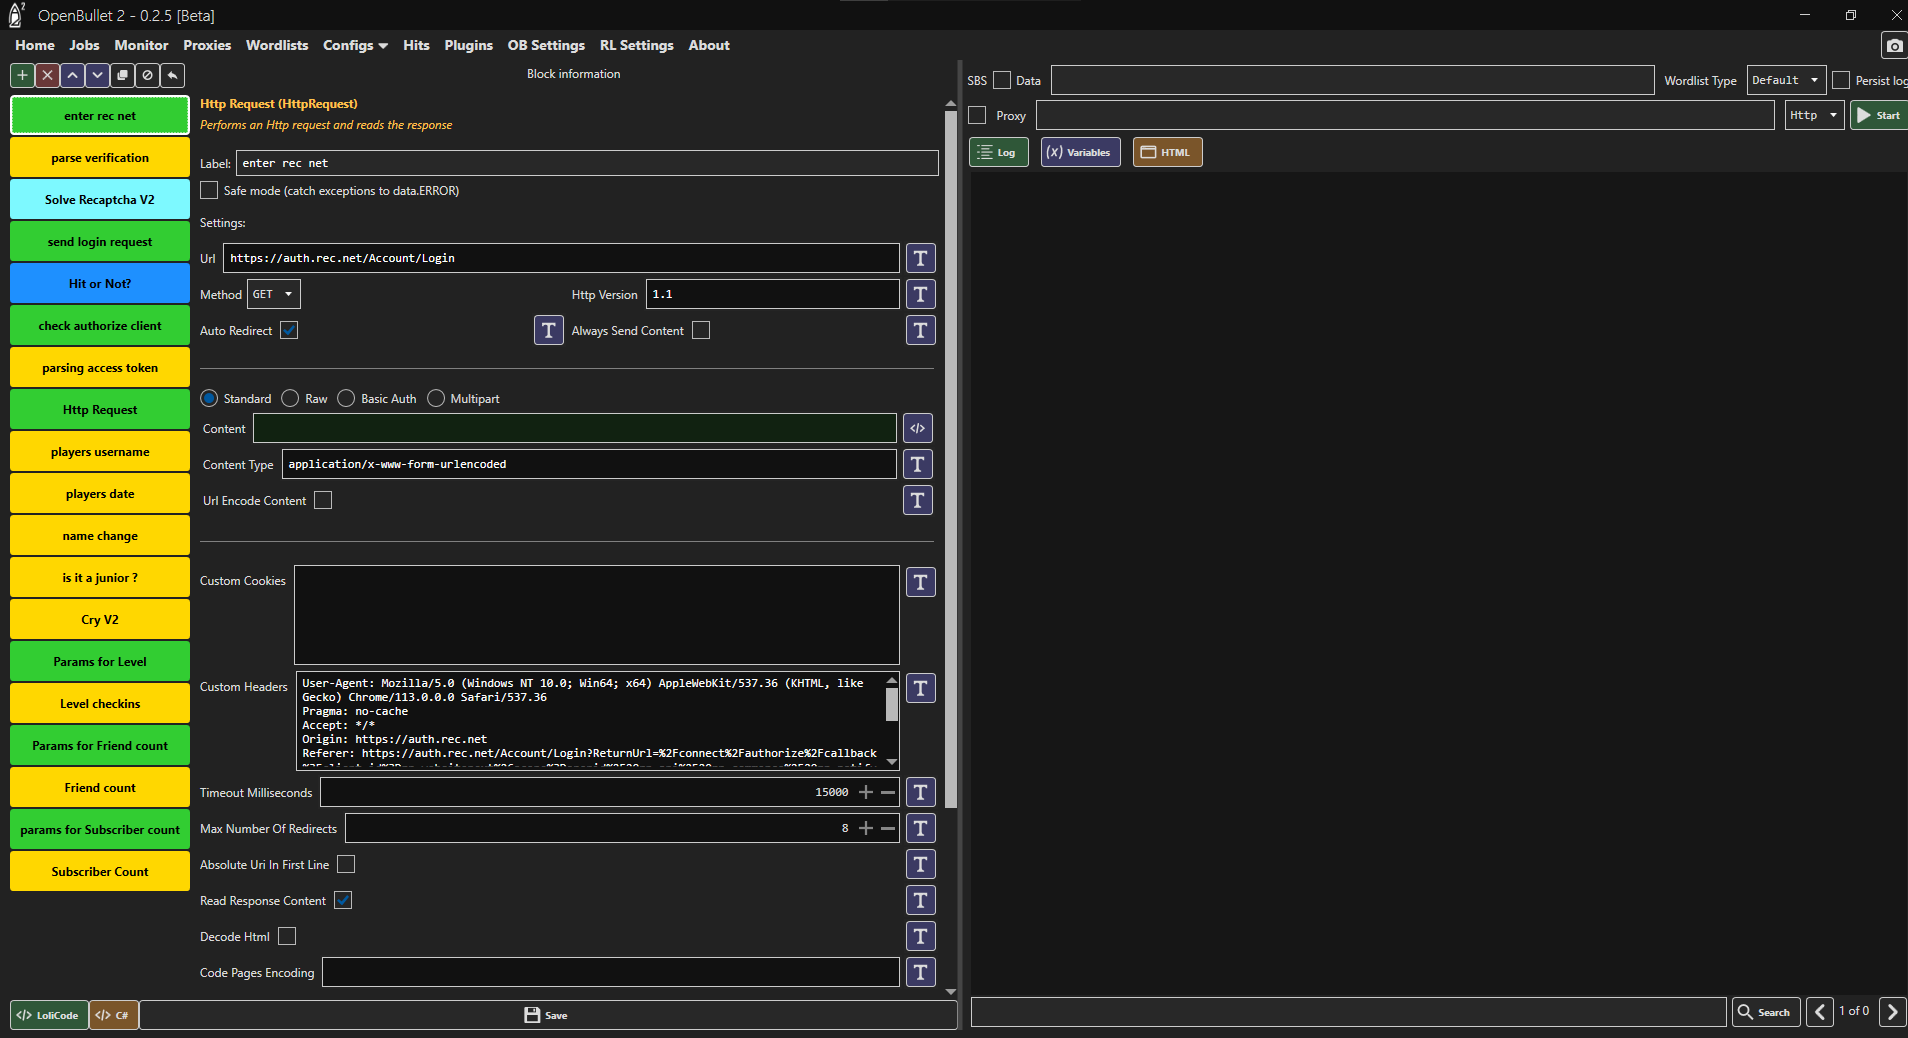 OpenBullet 2 - 0.2.5 [Beta]
Home Jobs Monitor Proxies Wordlists Configs Hits Plugins OB Settings RL Settings About
Block information
enter rec net
parse verification
Solve Recaptcha V2
send login request
Hit or Not?
check authorize client
parsing access token
Http Request
players username
players date
name change
is it a junior ?
Cry V2
Params for Level
Level checkins
Params for Friend count
Friend count
params for Subscriber count
Subscriber Count
Http Request (HttpRequest)
Performs an Http request and reads the response
Label: enter rec net
Safe mode (catch exceptions to data.ERROR)
Settings:
Url https://auth.rec.net/Account/Login T
Method GET Http Version 1.1 T
Auto Redirect T Always Send Content T
Standard Raw Basic Auth Multipart
Content </>
Content Type application/x-www-form-urlencoded T
Url Encode Content T
Custom Cookies T
Custom Headers T
User-Agent: Mozilla/5.0 (Windows NT 10.0; Win64; x64) AppleWebKit/537.36 (KHTML, like
Gecko) Chrome/113.0.0.0 Safari/537.36
Pragma: no-cache
Accept: */*
Origin: https://auth.rec.net
Referer: https://auth.rec.net/Account/Login?ReturnUrl=%2Fconnect%2Fauthorize%2Fcallback
Timeout Milliseconds 15000 T
Max Number Of Redirects 8 T
Absolute Uri In First Line T
Read Response Content T
Decode Html T
Code Pages Encoding T
</> LoliCode </> C# Save
SBS Data Wordlist Type Default Persist log
Proxy Http Start
Log (x) Variables HTML
Search 1 of 0